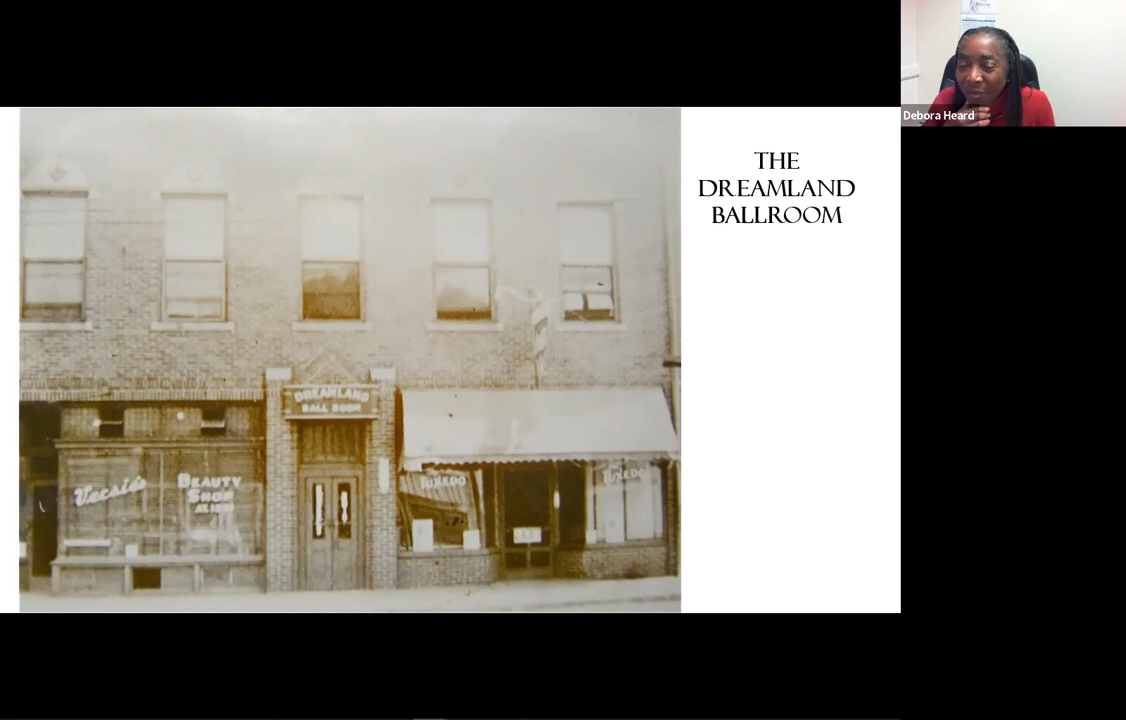 THE
DREAMLAND
BALLROOM
Debora Heard
DREAMLAND
BALL ROOM
BEAUTY
SHOP
TUXEDO
TUXEDO